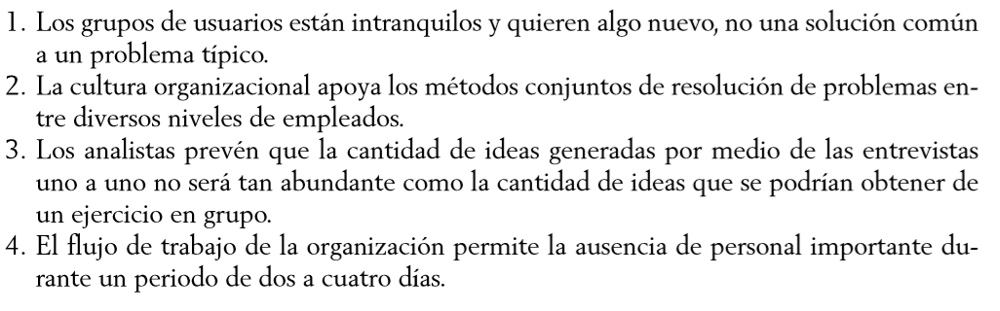 1. Los grupos de usuarios están intranquilos y quieren algo nuevo, no una solución común
a un problema típico.
2. La cultura organizacional apoya los métodos conjuntos de resolución de problemas en-
tre diversos niveles de empleados.
3. Los analistas prevén que la cantidad de ideas generadas por medio de las entrevistas
uno a uno no será tan abundante como la cantidad de ideas que se podrían obtener de
un ejercicio en grupo.
4. El flujo de trabajo de la organización permite la ausencia de personal importante du-
rante un periodo de dos a cuatro días.